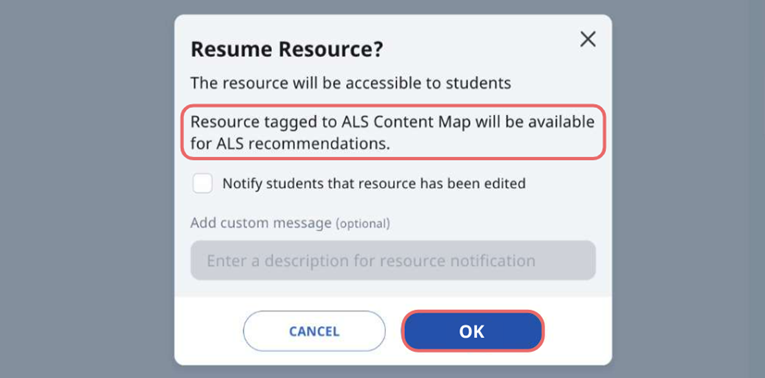 Resume Resource?
The resource will be accessible to students
Resource tagged to ALS Content Map will be available
for ALS recommendations.
Notify students that resource has been edited
Add custom message (optional)
Enter a description for resource notification
CANCEL
OK